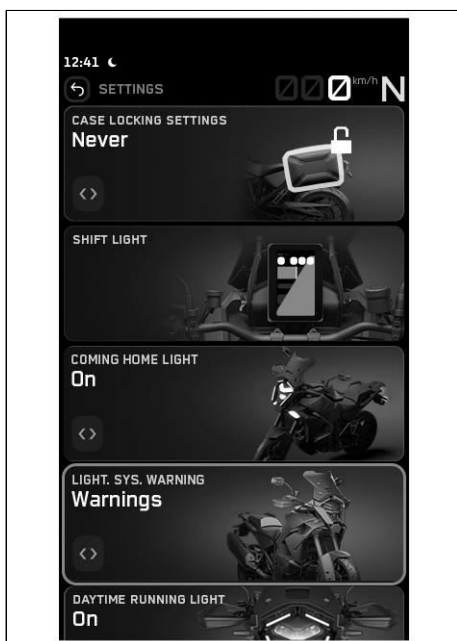 12:41
SETTINGS
000 km/h N
CASE LOCKING SETTINGS
Never
SHIFT LIGHT
COMING HOME LIGHT
On
LIGHT. SYS. WARNING
Warnings
DAYTIME RUNNING LIGHT
On